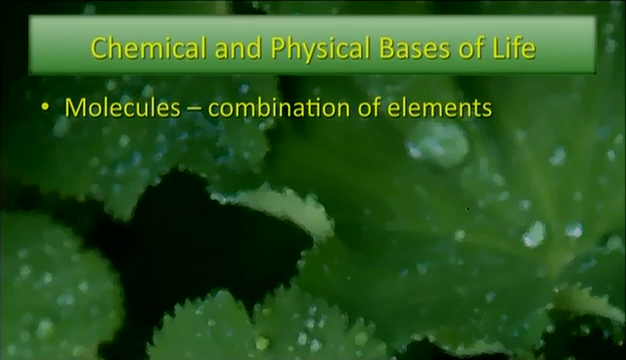 Chemical and Physical Bases of Life
• Molecules – combination of elements